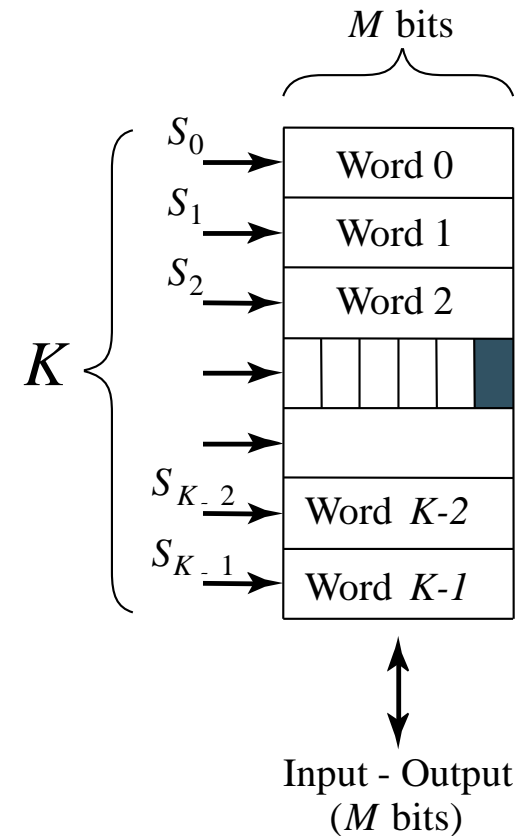 M bits
S0
Word 0
S1
Word 1
S2
Word 2
K
SK-2
Word K-2
SK-1
Word K-1
Input - Output
(M bits)